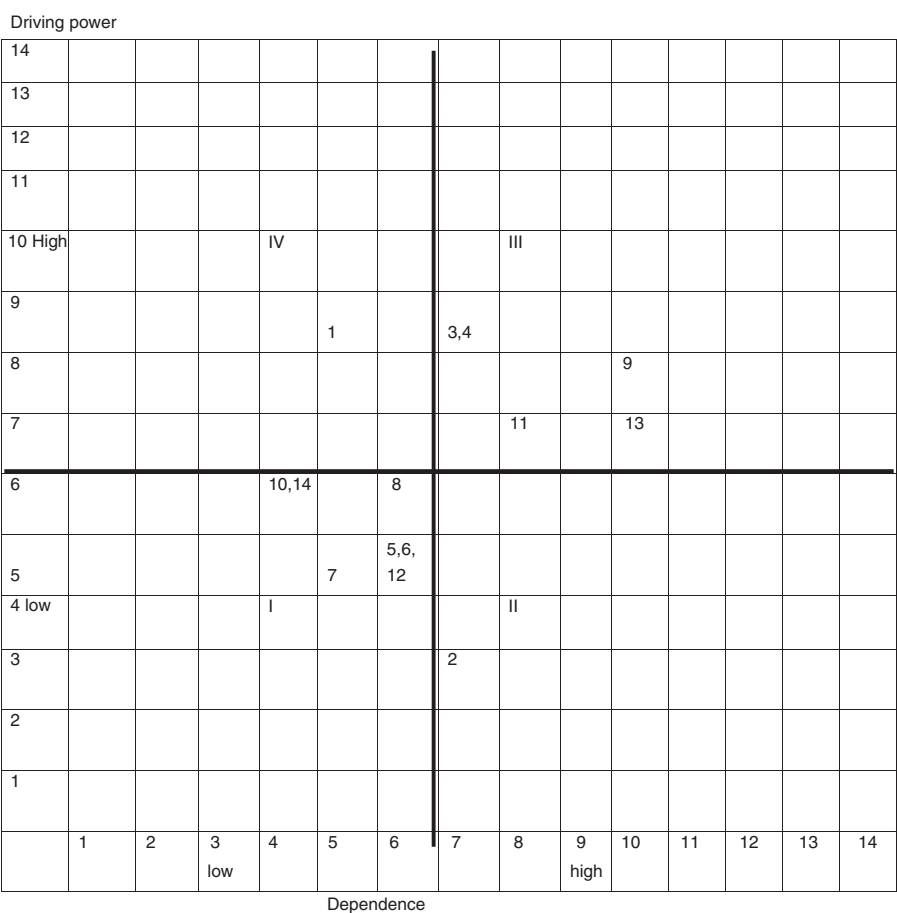 Driving power
14
13
12
11
10 High IV III
9
1 3,4
8 9
7 11 13
6 10,14 8
5,6,
5 7 12
4 low I II
3 2
2
1
1 2 3 4 5 6 7 8 9 10 11 12 13 14
low high
Dependence